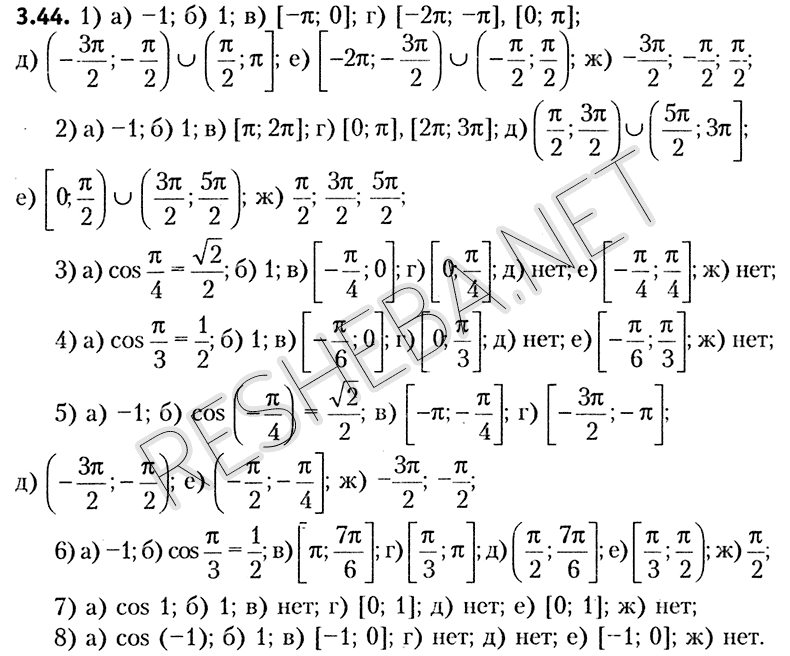 3.44. 1) а) −1; б) 1; в) [−π; 0]; г) [−2π; −π], [0; π];
д) (−3π/2; −π/2) ∪ (π/2; π]; е) [−2π; −3π/2) ∪ (−π/2; π/2); ж) −3π/2; −π/2; π/2;
2) а) −1; б) 1; в) [π; 2π]; г) [0; π], [2π; 3π]; д) (π/2; 3π/2) ∪ (5π/2; 3π];
е) [0; π/2) ∪ (3π/2; 5π/2); ж) π/2; 3π/2; 5π/2;
3) а) cos π/4 = √2/2; б) 1; в) [−π/4; 0]; г) [0; π/4]; д) нет; е) [−π/4; π/4]; ж) нет;
4) а) cos π/3 = 1/2; б) 1; в) [−π/6; 0]; г) [0; π/3]; д) нет; е) [−π/6; π/3]; ж) нет;
5) а) −1; б) cos (−π/4) = √2/2; в) [−π; −π/4]; г) [−3π/2; −π];
д) (−3π/2; −π/2); е) (−π/2; −π/4]; ж) −3π/2; −π/2;
6) а) −1; б) cos π/3 = 1/2; в) [π; 7π/6]; г) [π/3; π]; д) (π/2; 7π/6]; е) [π/3; π/2); ж) π/2;
7) а) cos 1; б) 1; в) нет; г) [0; 1]; д) нет; е) [0; 1]; ж) нет;
8) а) cos (−1); б) 1; в) [−1; 0]; г) нет; д) нет; е) [−1; 0]; ж) нет.
RESHEBA.NET